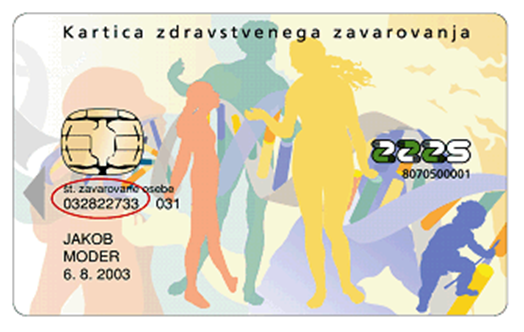 Kartica zdravstvenega zavarovanja
ZZZS
8070500001
št. zavarovane osebe
032822733 031
JAKOB
MODER
6. 8. 2003